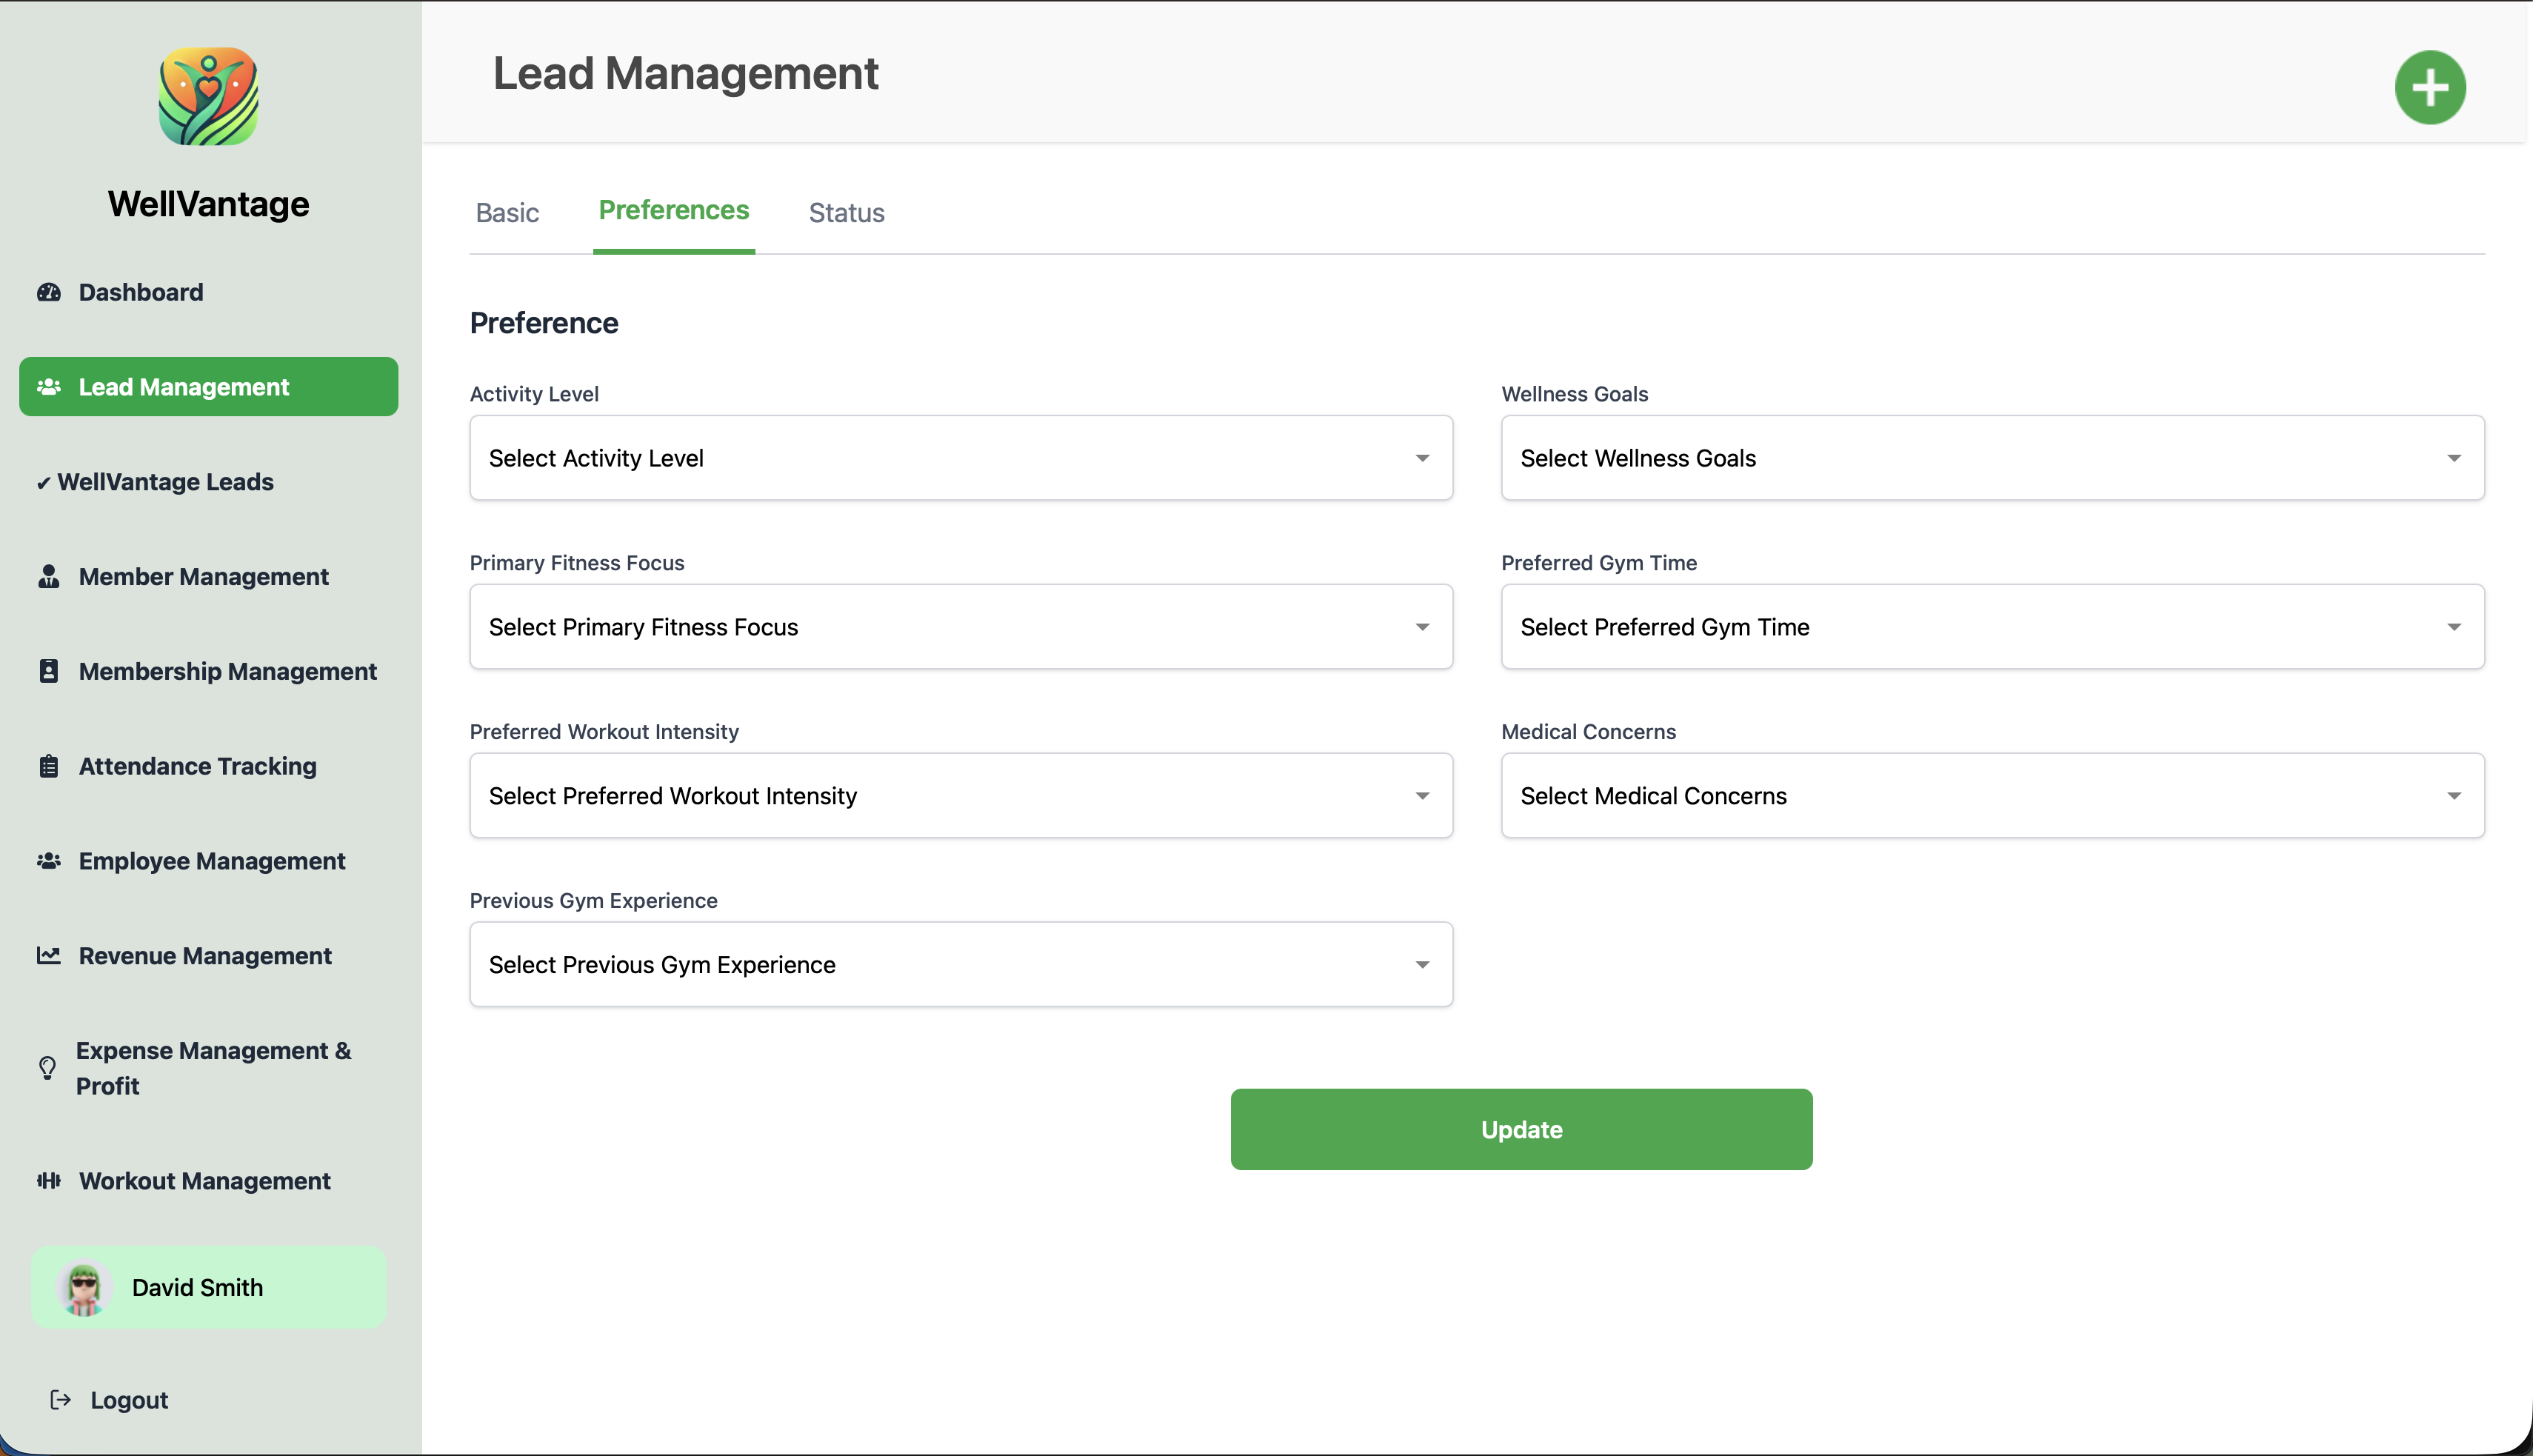 WellVantage
Dashboard
Lead Management
✔ WellVantage Leads
Member Management
Membership Management
Attendance Tracking
Employee Management
Revenue Management
Expense Management &
Profit
Workout Management
David Smith
Logout
Lead Management
Basic
Preferences
Status
Preference
Activity Level
Select Activity Level
Wellness Goals
Select Wellness Goals
Primary Fitness Focus
Select Primary Fitness Focus
Preferred Gym Time
Select Preferred Gym Time
Preferred Workout Intensity
Select Preferred Workout Intensity
Medical Concerns
Select Medical Concerns
Previous Gym Experience
Select Previous Gym Experience
Update